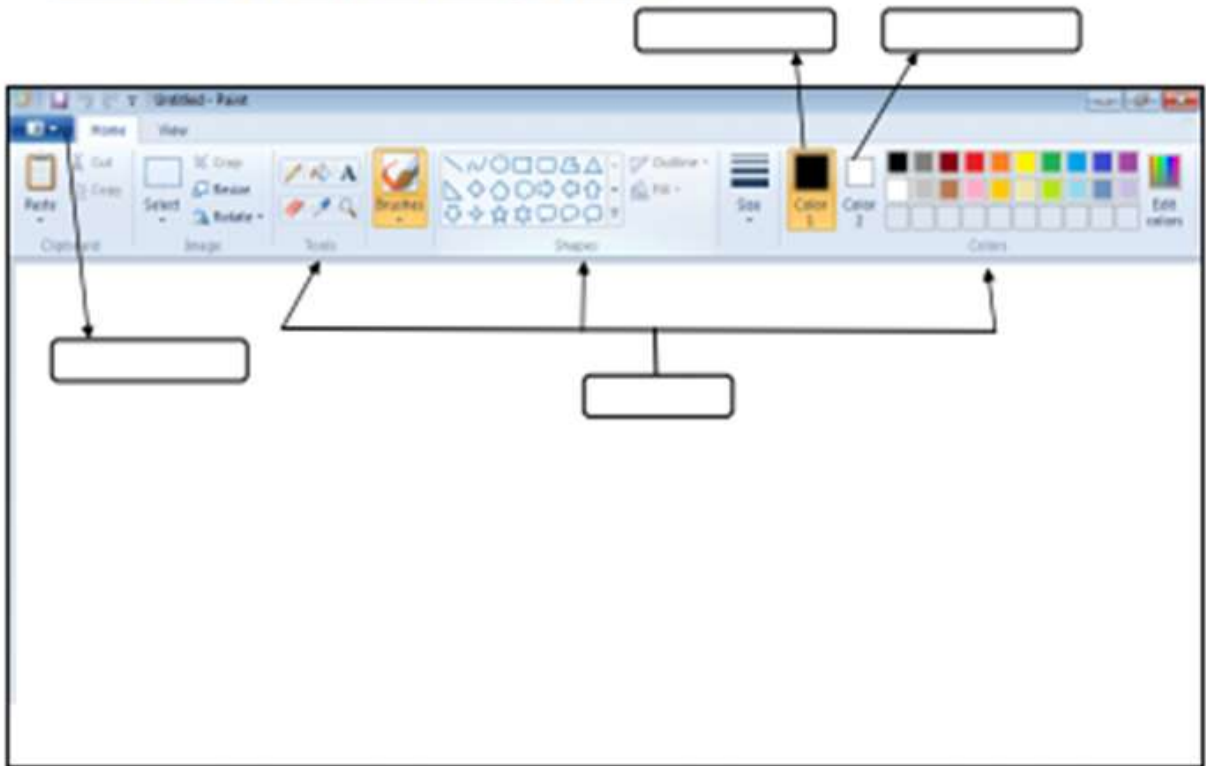 Untitled - Paint
Home View
Cut
Copy
Paste
Clipboard
Crop
Resize
Rotate
Select
Image
A
Tools
Brushes
Outline
Fill
Shapes
Size
Color
1
Color
2
Edit
colors
Colors